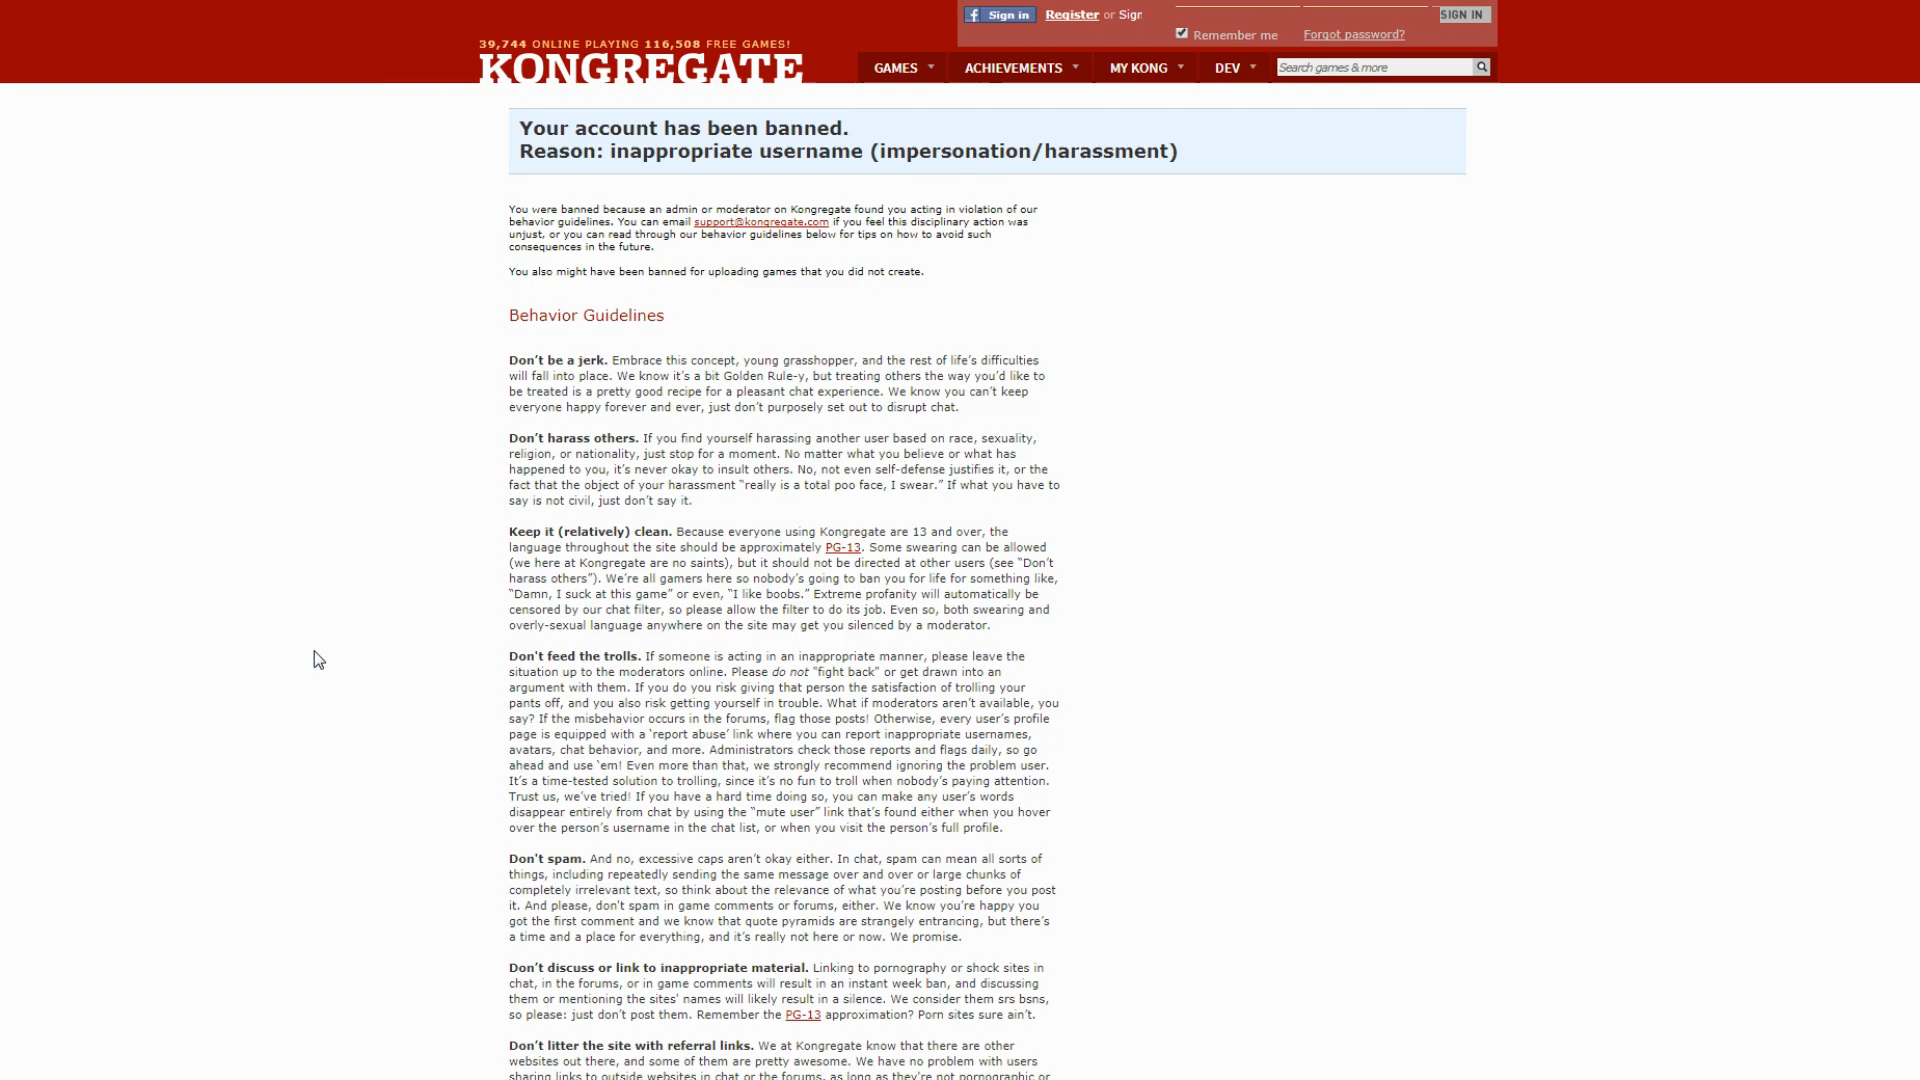 Sign in Register or Sign
SIGN IN
Remember me Forgot password?
39,744 ONLINE PLAYING 116,508 FREE GAMES!
KONGREGATE
GAMES ACHIEVEMENTS MY KONG DEV Search games & more
Your account has been banned.
Reason: inappropriate username (impersonation/harassment)
You were banned because an admin or moderator on Kongregate found you acting in violation of our
behavior guidelines. You can email support@kongregate.com if you feel this disciplinary action was
unjust, or you can read through our behavior guidelines below for tips on how to avoid such
consequences in the future.
You also might have been banned for uploading games that you did not create.
Behavior Guidelines
Don’t be a jerk. Embrace this concept, young grasshopper, and the rest of life’s difficulties
will fall into place. We know it’s a bit Golden Rule-y, but treating others the way you’d like to
be treated is a pretty good recipe for a pleasant chat experience. We know you can’t keep
everyone happy forever and ever, just don’t purposely set out to disrupt chat.
Don’t harass others. If you find yourself harassing another user based on race, sexuality,
religion, or nationality, just stop for a moment. No matter what you believe or what has
happened to you, it’s never okay to insult others. No, not even self-defense justifies it, or the
fact that the object of your harassment “really is a total poo face, I swear.” If what you have to
say is not civil, just don’t say it.
Keep it (relatively) clean. Because everyone using Kongregate are 13 and over, the
language throughout the site should be approximately PG-13. Some swearing can be allowed
(we here at Kongregate are no saints), but it should not be directed at other users (see “Don’t
harass others”). We’re all gamers here so nobody’s going to ban you for life for something like,
“Damn, I suck at this game” or even, “I like boobs.” Extreme profanity will automatically be
censored by our chat filter, so please allow the filter to do its job. Even so, both swearing and
overly-sexual language anywhere on the site may get you silenced by a moderator.
Don't feed the trolls. If someone is acting in an inappropriate manner, please leave the
situation up to the moderators online. Please do not "fight back" or get drawn into an
argument with them. If you do you risk giving that person the satisfaction of trolling your
pants off, and you also risk getting yourself in trouble. What if moderators aren’t available, you
say? If the misbehavior occurs in the forums, flag those posts! Otherwise, every user’s profile
page is equipped with a ‘report abuse’ link where you can report inappropriate usernames,
avatars, chat behavior, and more. Administrators check those reports and flags daily, so go
ahead and use ‘em! Even more than that, we strongly recommend ignoring the problem user.
It’s a time-tested solution to trolling, since it’s no fun to troll when nobody’s paying attention.
Trust us, we’ve tried! If you have a hard time doing so, you can make any user’s words
disappear entirely from chat by using the “mute user” link that’s found either when you hover
over the person’s username in the chat list, or when you visit the person’s full profile.
Don't spam. And no, excessive caps aren’t okay either. In chat, spam can mean all sorts of
things, including repeatedly sending the same message over and over or large chunks of
completely irrelevant text, so think about the relevance of what you’re posting before you post
it. And please, don't spam in game comments or forums, either. We know you’re happy you
got the first comment and we know that quote pyramids are strangely entrancing, but there’s
a time and a place for everything, and it’s really not here or now. We promise.
Don’t discuss or link to inappropriate material. Linking to pornography or shock sites in
chat, in the forums, or in game comments will result in an instant week ban, and discussing
them or mentioning the sites' names will likely result in a silence. We consider them srs bsns,
so please: just don’t post them. Remember the PG-13 approximation? Porn sites sure ain’t.
Don’t litter the site with referral links. We at Kongregate know that there are other
websites out there, and some of them are pretty awesome. We have no problem with users
sharing links to outside websites in chat or the forums, as long as they're not pornographic or